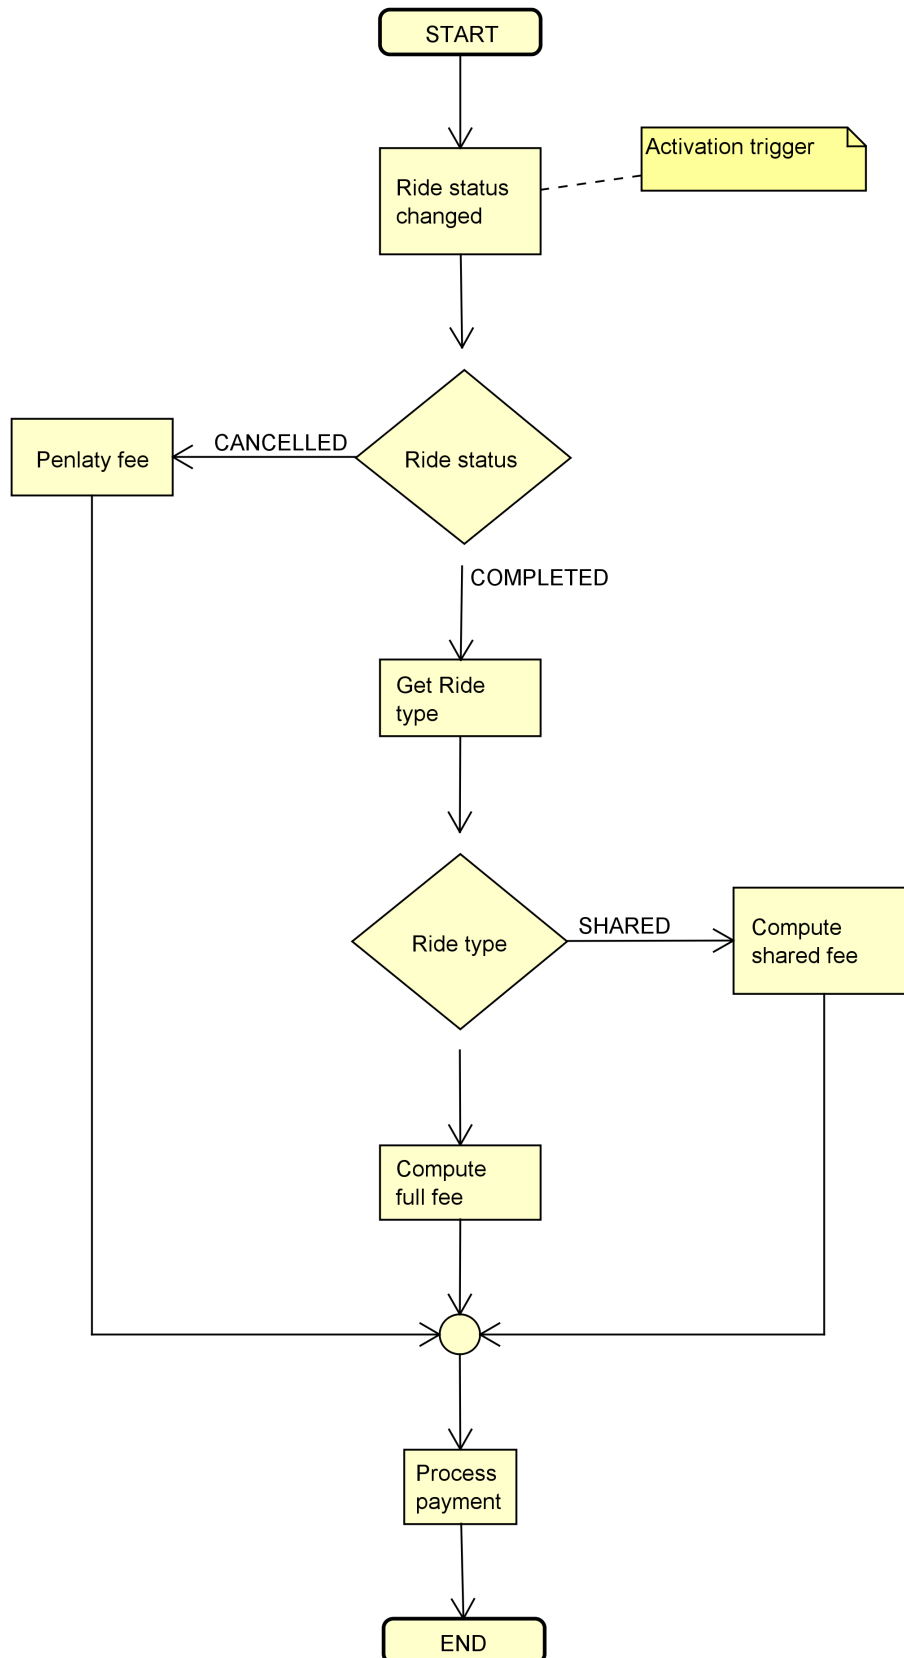 START
Activation trigger
Ride status
changed
CANCELLED
Penlaty fee
Ride status
COMPLETED
Get Ride
type
SHARED
Ride type
Compute
shared fee
Compute
full fee
Process
payment
END